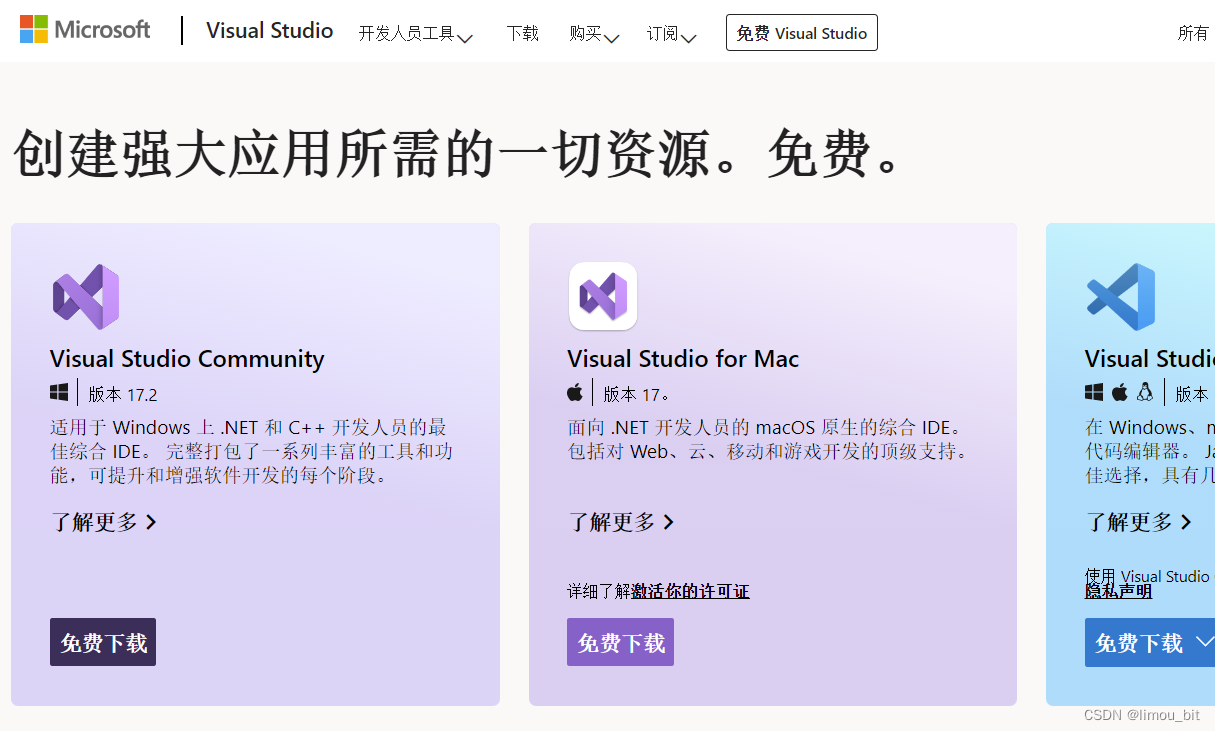 Microsoft
Visual Studio
开发人员工具
下载
购买
订阅
免费 Visual Studio
所有
创建强大应用所需的一切资源。免费。
Visual Studio Community
版本 17.2
适用于 Windows 上 .NET 和 C++ 开发人员的最
佳综合 IDE。 完整打包了一系列丰富的工具和功
能，可提升和增强软件开发的每个阶段。
了解更多
免费下载
Visual Studio for Mac
版本 17。
面向 .NET 开发人员的 macOS 原生的综合 IDE。
包括对 Web、云、移动和游戏开发的顶级支持。
了解更多
详细了解激活你的许可证
免费下载
Visual Studi
版本
在 Windows、m
代码编辑器。 Ja
佳选择，具有几
了解更多
使用 Visual Studio
隐私声明
免费下载
CSDN @limou_bit